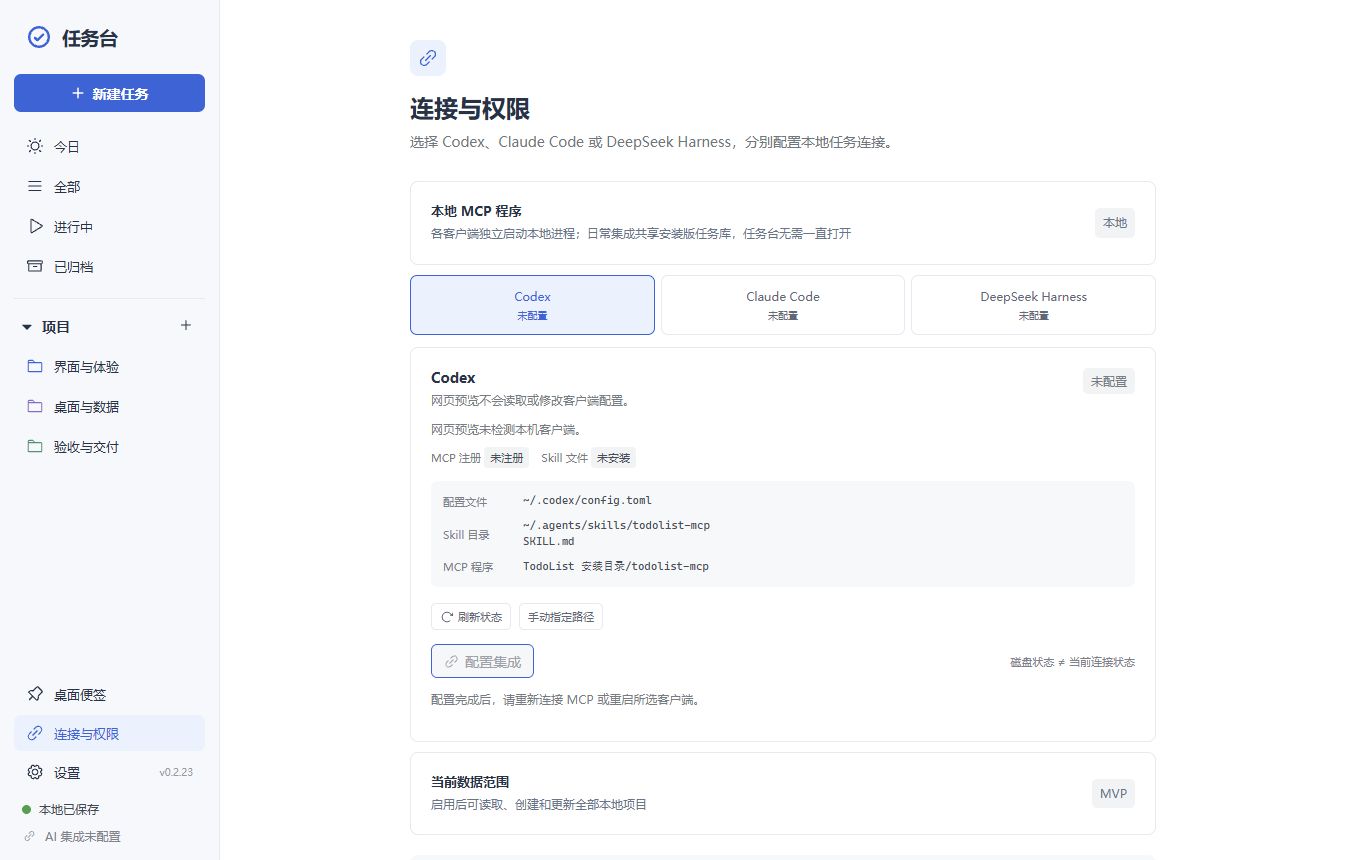 任务台
新建任务
今日
全部
进行中
已归档
项目
界面与体验
桌面与数据
验收与交付
桌面便签
连接与权限
设置 v0.2.23
本地已保存
AI 集成未配置
连接与权限
选择 Codex、Claude Code 或 DeepSeek Harness，分别配置本地任务连接。
本地 MCP 程序
各客户端独立启动本地进程；日常集成共享安装版任务库，任务台无需一直打开
本地
Codex
未配置
Claude Code
未配置
DeepSeek Harness
未配置
Codex
未配置
网页预览不会读取或修改客户端配置。
网页预览未检测本机客户端。
MCP 注册 未注册 Skill 文件 未安装
配置文件 ~/.codex/config.toml
Skill 目录 ~/.agents/skills/todolist-mcp
SKILL.md
MCP 程序 TodoList 安装目录/todolist-mcp
刷新状态 手动指定路径
配置集成 磁盘状态 ≠ 当前连接状态
配置完成后，请重新连接 MCP 或重启所选客户端。
当前数据范围
启用后可读取、创建和更新全部本地项目
MVP